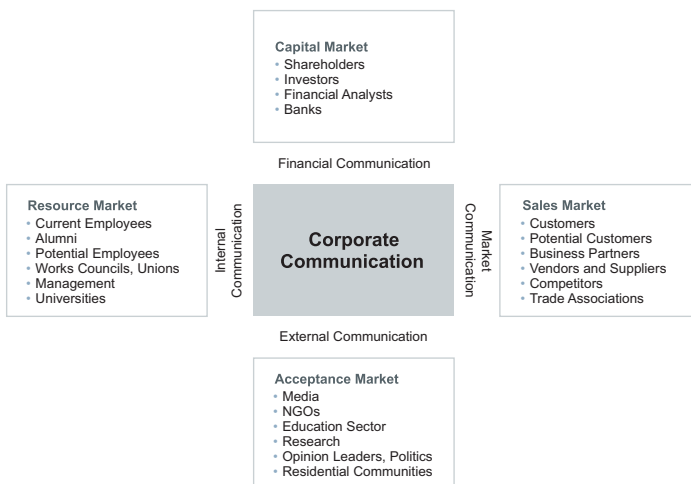 Capital Market
• Shareholders
• Investors
• Financial Analysts
• Banks
Financial Communication
Resource Market
• Current Employees
• Alumni
• Potential Employees
• Works Councils, Unions
• Management
• Universities
Internal
Communication
Corporate
Communication
Market
Communication
Sales Market
• Customers
• Potential Customers
• Business Partners
• Vendors and Suppliers
• Competitors
• Trade Associations
External Communication
Acceptance Market
• Media
• NGOs
• Education Sector
• Research
• Opinion Leaders, Politics
• Residential Communities